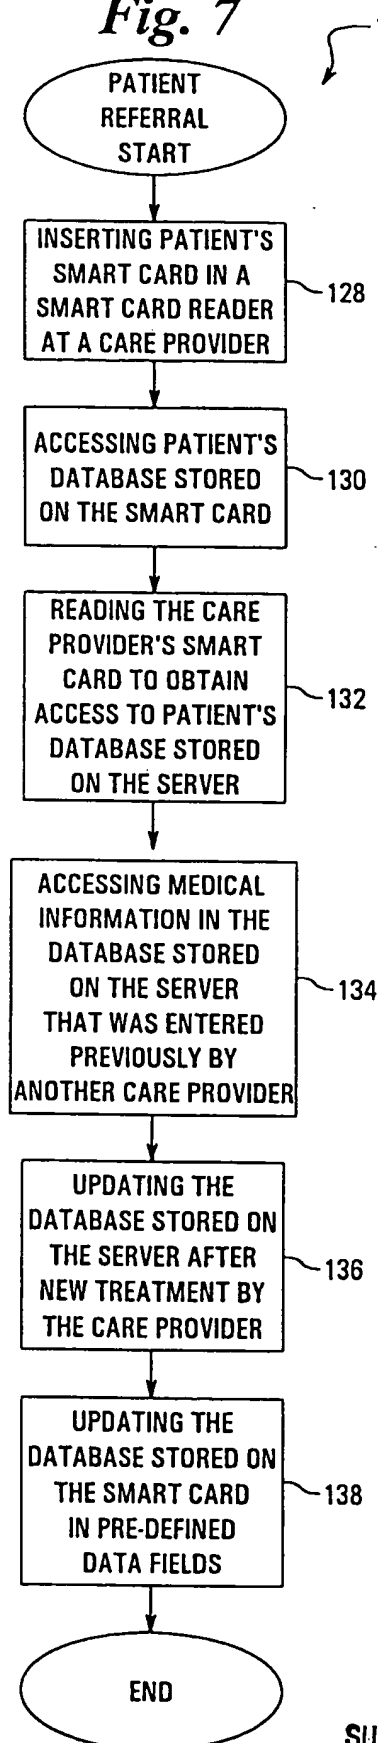 Fig. 7
PATIENT
REFERRAL
START
INSERTING PATIENT'S
SMART CARD IN A
SMART CARD READER
AT A CARE PROVIDER
128
ACCESSING PATIENT'S
DATABASE STORED
ON THE SMART CARD
130
READING THE CARE
PROVIDER'S SMART
CARD TO OBTAIN
ACCESS TO PATIENT'S
DATABASE STORED
ON THE SERVER
132
ACCESSING MEDICAL
INFORMATION IN THE
DATABASE STORED
ON THE SERVER
THAT WAS ENTERED
PREVIOUSLY BY
ANOTHER CARE PROVIDER
134
UPDATING THE
DATABASE STORED ON
THE SERVER AFTER
NEW TREATMENT BY
THE CARE PROVIDER
136
UPDATING THE
DATABASE STORED ON
THE SMART CARD
IN PRE-DEFINED
DATA FIELDS
138
END